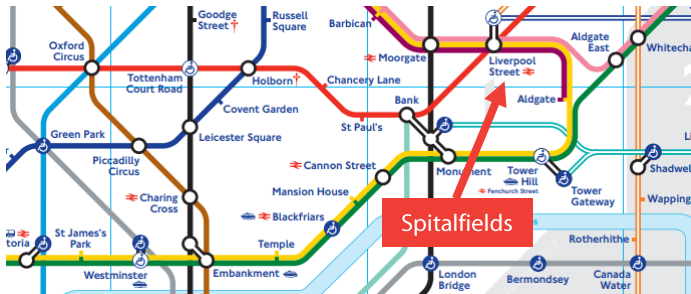 Goodge
Street†
Russell
Square
Barbican
Oxford
Circus
Moorgate
Liverpool
Street
Aldgate
East
Whitecha
Tottenham
Court Road
Holborn†
Chancery Lane
Aldgate
Bank
Covent Garden
St Paul's
Green Park
Leicester Square
Piccadilly
Circus
Cannon Street
Monument
Tower
Hill
Fenchurch Street
Tower
Gateway
Shadwel
Mansion House
Charing
Cross
Blackfriars
Spitalfields
Wapping
toria
St James's
Park
Temple
Rotherhithe
Westminster
Embankment
London
Bridge
Bermondsey
Canada
Water